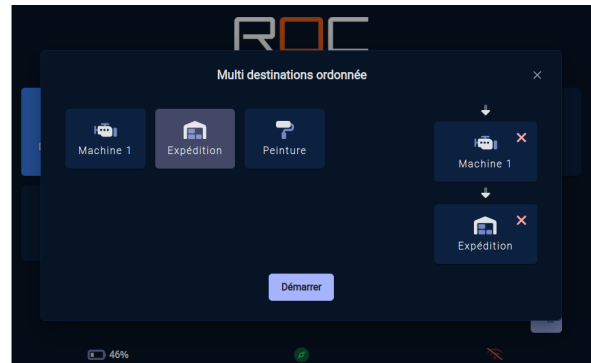 ROC
Multi destinations ordonnée
Machine 1
Expédition
Peinture
Machine 1
Expédition
Démarrer
46%